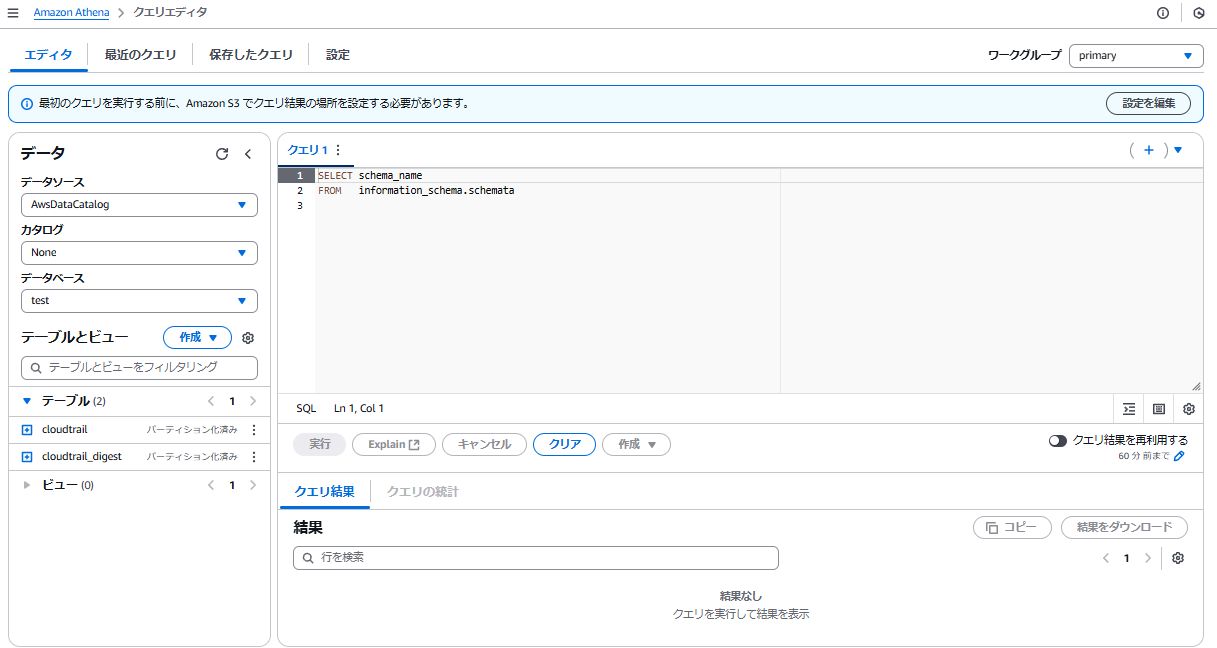 Amazon Athena > クエリエディタ
エディタ 最近のクエリ 保存したクエリ 設定
ワークグループ primary
最初のクエリを実行する前に、Amazon S3 でクエリ結果の場所を設定する必要があります。 設定を編集
データ
データソース
AwsDataCatalog
カタログ
None
データベース
test
テーブルとビュー 作成
テーブルとビューをフィルタリング
テーブル (2) < 1 >
cloudtrail パーティション化済み
cloudtrail_digest パーティション化済み
ビュー (0) < 1 >
クエリ 1
1 SELECT schema_name
2 FROM information_schema.schemata
3
SQL Ln 1, Col 1
実行 Explain キャンセル クリア 作成
クエリ結果を再利用する
60 分 前まで
クエリ結果 クエリの統計
結果 コピー 結果をダウンロード
行を検索 < 1 >
結果なし
クエリを実行して結果を表示